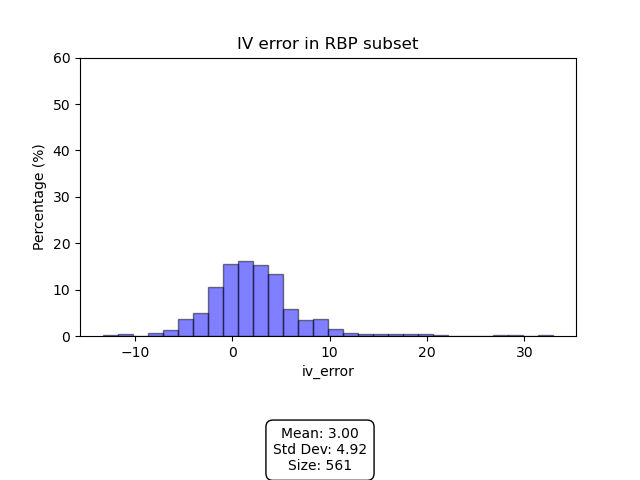 IV error in RBP subset
60
50
40
30
20
10
0
Percentage (%)
−10
0
10
20
30
iv_error
Mean: 3.00
Std Dev: 4.92
Size: 561